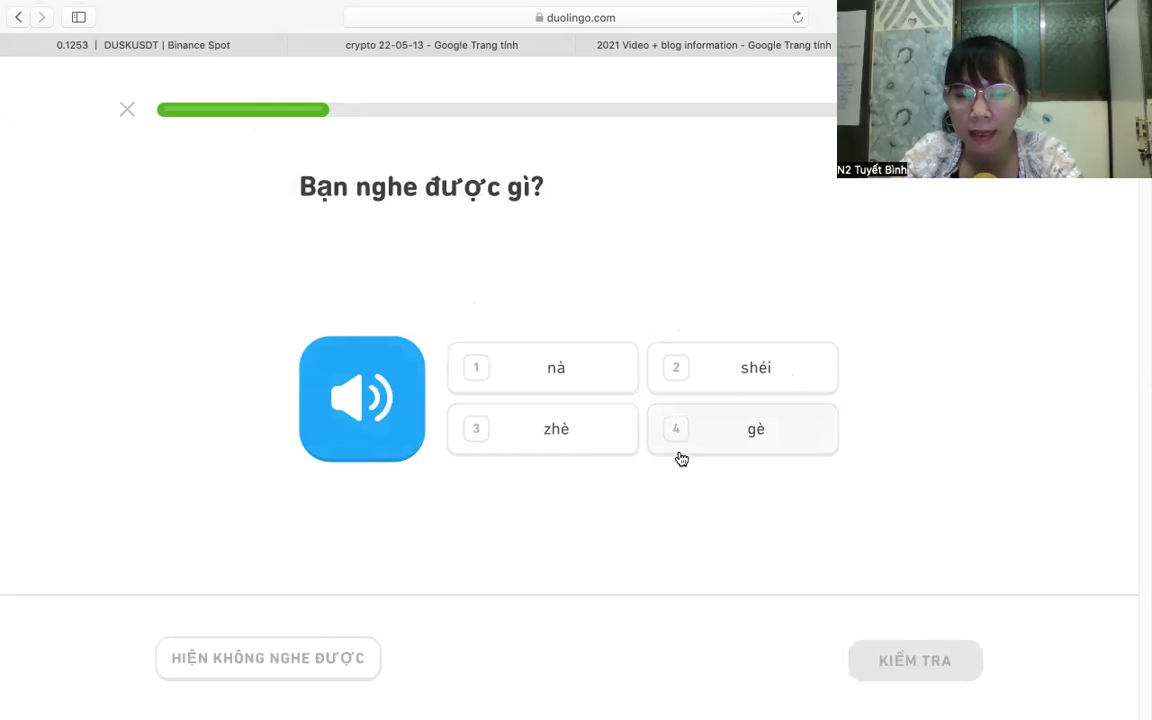 duolingo.com
0.1253 | DUSKUSDT | Binance Spot
crypto 22-05-13 - Google Trang tính
2021 Video + blog information - Google Trang tính
N2 Tuyết Bình
Bạn nghe được gì?
1 nà
2 shéi
3 zhè
4 gè
HIỆN KHÔNG NGHE ĐƯỢC
KIỂM TRA